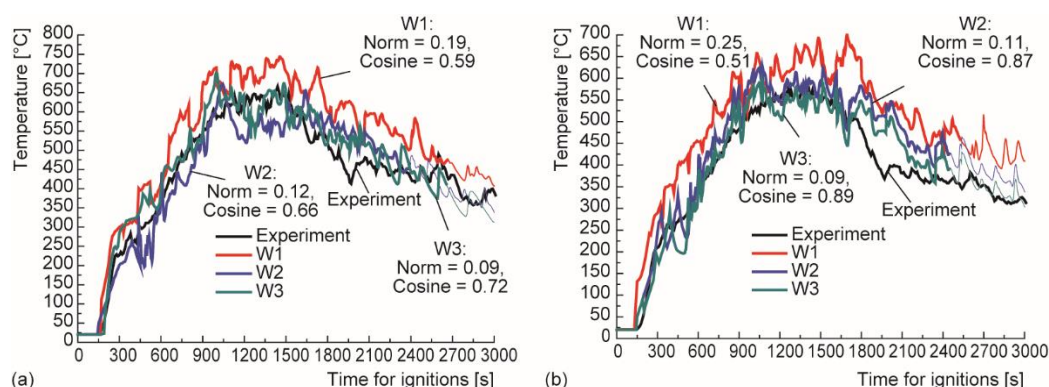 Temperature [°C]
800
750
700
650
600
550
500
450
400
350
300
250
200
150
100
50
0
W1:
Norm = 0.19,
Cosine = 0.59
W2:
Norm = 0.12,
Cosine = 0.66
Experiment
W3:
Norm = 0.09,
Cosine = 0.72
Experiment
W1
W2
W3
0 300 600 900 1200 1500 1800 2100 2400 2700 3000
(a) Time for ignitions [s]
Temperature [°C]
700
650
600
550
500
450
400
350
300
250
200
150
100
50
0
W1:
Norm = 0.25,
Cosine = 0.51
W2:
Norm = 0.11,
Cosine = 0.87
W3:
Norm = 0.09,
Cosine = 0.89
Experiment
Experiment
W1
W2
W3
0 300 600 900 1200 1500 1800 2100 2400 2700 3000
(b) Time for ignitions [s]